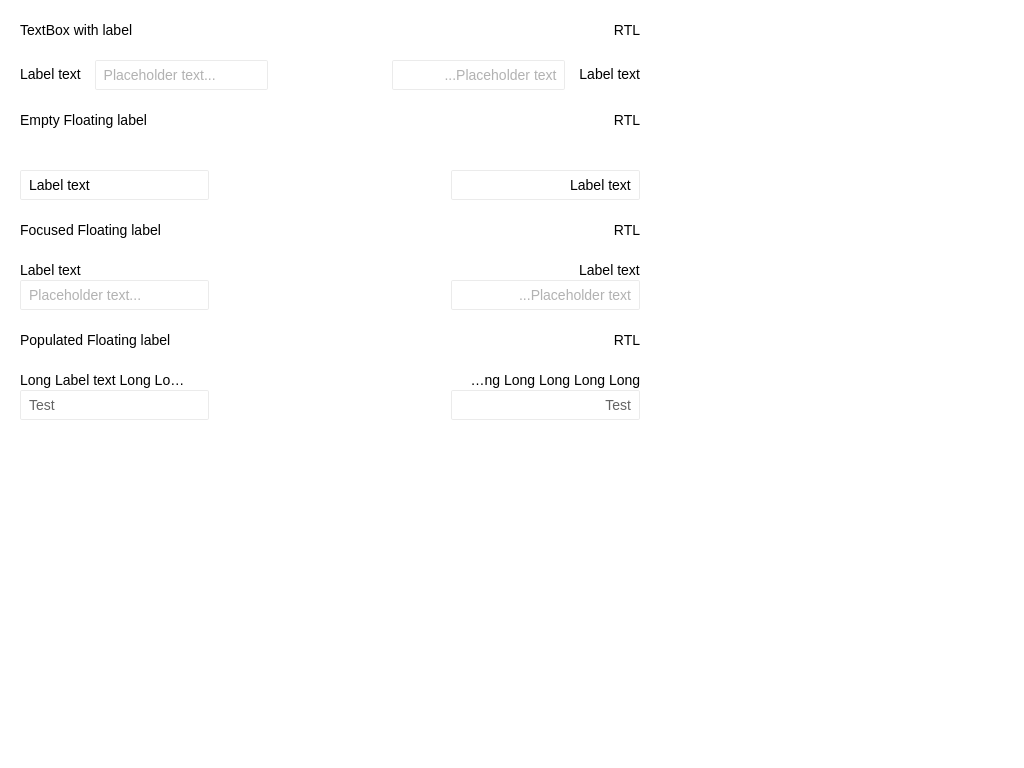 TextBox with label RTL
Label text Placeholder text... ...Placeholder text Label text
Empty Floating label RTL
Label text Label text
Focused Floating label RTL
Label text Label text
Placeholder text... ...Placeholder text
Populated Floating label RTL
Long Label text Long Lo… …ng Long Long Long Long
Test Test